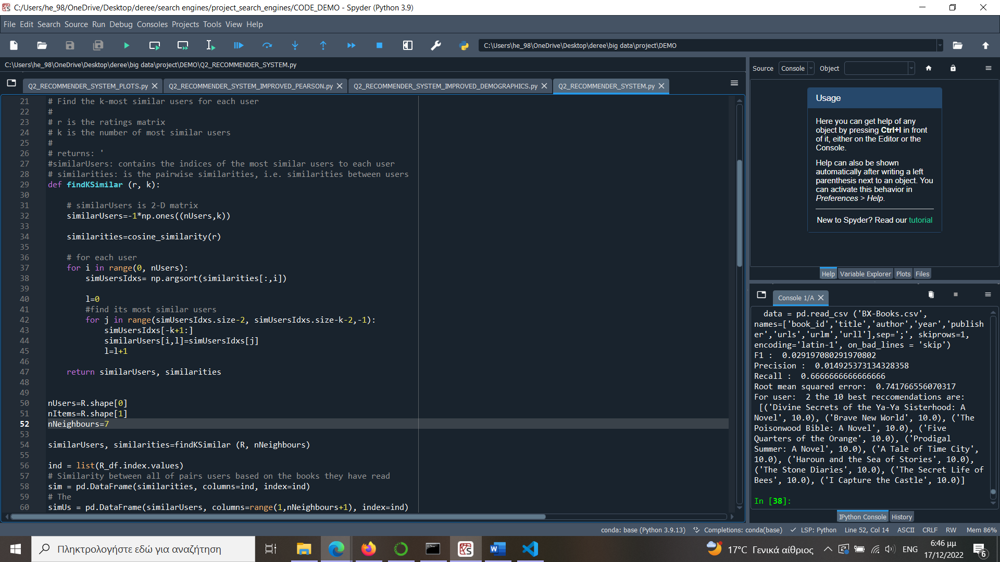 C:/Users/he_98/OneDrive/Desktop/deree/search engines/project_search_engines/CODE_DEMO - Spyder (Python 3.9)
File Edit Search Source Run Debug Consoles Projects Tools View Help
C:\Users\he_98\OneDrive\Desktop\deree\big data\project\DEMO
C:\Users\he_98\OneDrive\Desktop\deree\big data\project\DEMO\Q2_RECOMMENDER_SYSTEM.py
Q2_RECOMMENDER_SYSTEM_PLOTS.py Q2_RECOMMENDER_SYSTEM_IMPROVED_PEARSON.py Q2_RECOMMENDER_SYSTEM_IMPROVED_DEMOGRAPHICS.py Q2_RECOMMENDER_SYSTEM.py
21 # Find the k-most similar users for each user
22 #
23 # r is the ratings matrix
24 # k is the number of most similar users
25 #
26 # returns: '
27 #similarUsers: contains the indices of the most similar users to each user
28 # similarities: is the pairwise similarities, i.e. similarities between users
29 def findKSimilar (r, k):
30
31     # similarUsers is 2-D matrix
32     similarUsers=-1*np.ones((nUsers,k))
33
34     similarities=cosine_similarity(r)
35
36     # for each user
37     for i in range(0, nUsers):
38         simUsersIdxs= np.argsort(similarities[:,i])
39
40         l=0
41         #find its most similar users
42         for j in range(simUsersIdxs.size-2, simUsersIdxs.size-k-2,-1):
43             simUsersIdxs[-k+1:]
44             similarUsers[i,l]=simUsersIdxs[j]
45             l=l+1
46
47     return similarUsers, similarities
48
49
50 nUsers=R.shape[0]
51 nItems=R.shape[1]
52 nNeighbours=7
53
54 similarUsers, similarities=findKSimilar (R, nNeighbours)
55
56 ind = list(R_df.index.values)
57 # Similarity between all of pairs users based on the books they have read
58 sim = pd.DataFrame(similarities, columns=ind, index=ind)
59 # The
60 simUs = pd.DataFrame(similarUsers, columns=range(1,nNeighbours+1), index=ind)
Source Console Object
Usage
Here you can get help of any
object by pressing Ctrl+I in front
of it, either on the Editor or the
Console.
Help can also be shown
automatically after writing a left
parenthesis next to an object. You
can activate this behavior in
Preferences > Help.
New to Spyder? Read our tutorial
Help Variable Explorer Plots Files
Console 1/A
data = pd.read_csv ('BX-Books.csv',
names=['book_id','title','author','year','publish
er','urls','urlm','urll'],sep=';', skiprows=1,
encoding='latin-1', on_bad_lines = 'skip')
F1 :  0.029197080291970802
Precision :  0.014925373134328358
Recall :  0.6666666666666666
Root mean squared error:  0.741766556070317
For user:  2 the 10 best reccomendations are:
[('Divine Secrets of the Ya-Ya Sisterhood: A
Novel', 10.0), ('Brave New World', 10.0), ('The
Poisonwood Bible: A Novel', 10.0), ('Five
Quarters of the Orange', 10.0), ('Prodigal
Summer: A Novel', 10.0), ('A Tale of Time City',
10.0), ('Haroun and the Sea of Stories', 10.0),
('The Stone Diaries', 10.0), ('The Secret Life of
Bees', 10.0), ('I Capture the Castle', 10.0)]
In [38]:
IPython Console History
conda: base (Python 3.9.13) Completions: conda(base) LSP: Python Line 52, Col 14 ASCII CRLF RW Mem 86%
Πληκτρολογήστε εδώ για αναζήτηση
17°C Γενικά αίθριος
ENG
6:46 μμ
17/12/2022
6